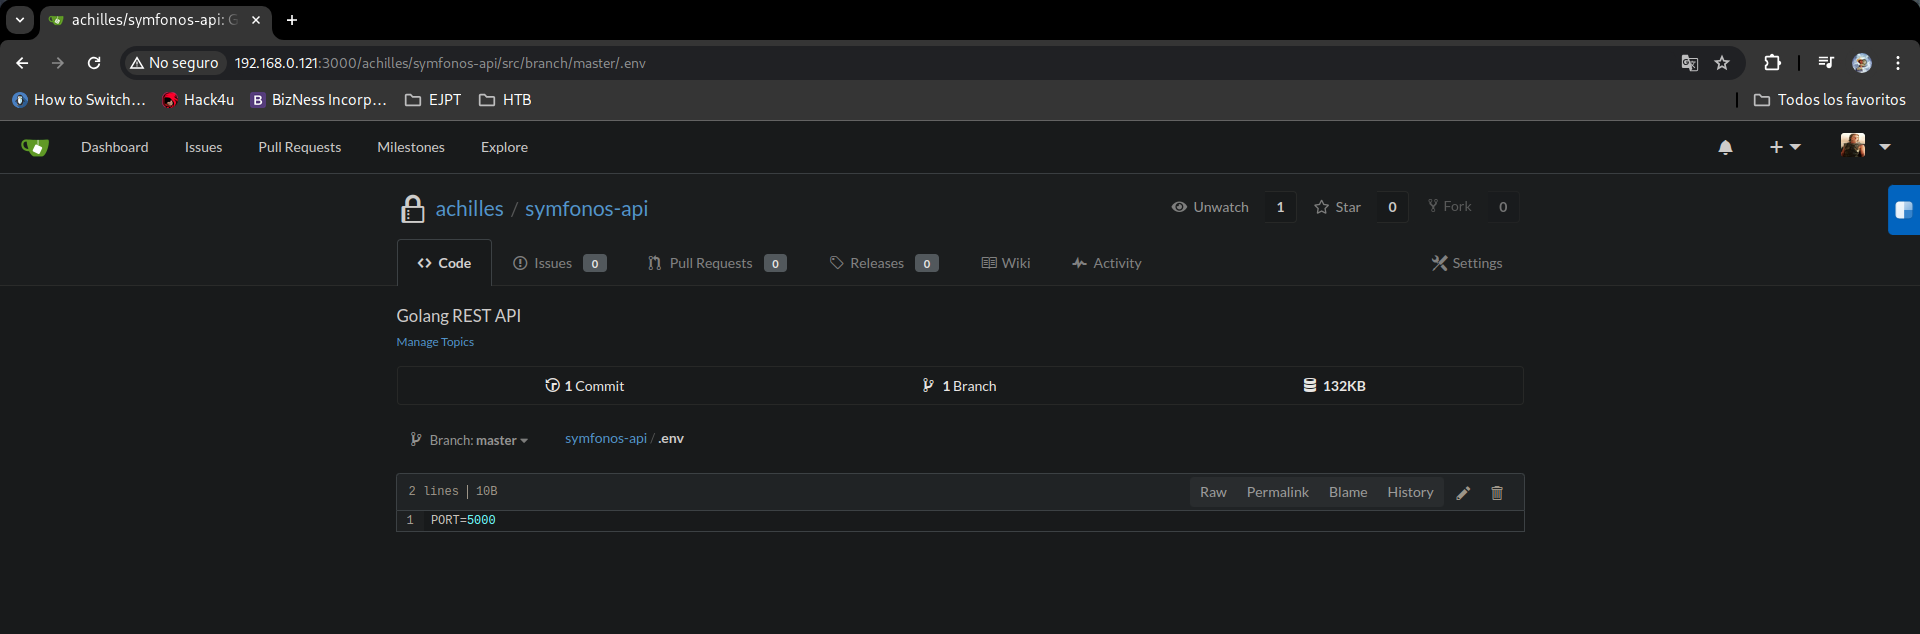 achilles/symfonos-api: G
No seguro 192.168.0.121:3000/achilles/symfonos-api/src/branch/master/.env
How to Switch… Hack4u BizNess Incorp… EJPT HTB Todos los favoritos
Dashboard Issues Pull Requests Milestones Explore
achilles / symfonos-api Unwatch 1 Star 0 Fork 0
Code Issues 0 Pull Requests 0 Releases 0 Wiki Activity Settings
Golang REST API
Manage Topics
1 Commit 1 Branch 132KB
Branch: master symfonos-api / .env
2 lines | 10B Raw Permalink Blame History
1 PORT=5000